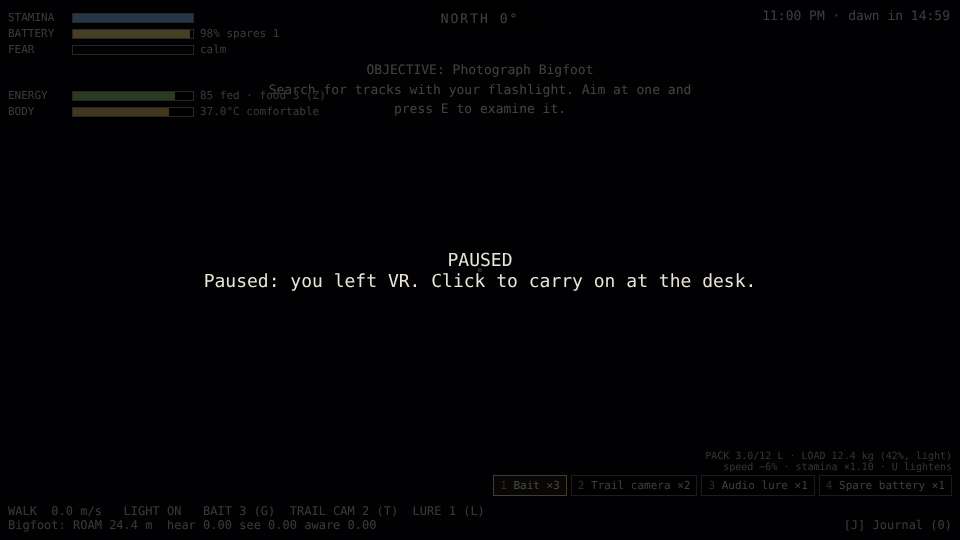 STAMINA
BATTERY 98% spares 1
FEAR calm
NORTH 0°
11:00 PM · dawn in 14:59
OBJECTIVE: Photograph Bigfoot
Search for tracks with your flashlight. Aim at one and
press E to examine it.
ENERGY 85 fed · food 3 (Z)
BODY 37.0°C comfortable
PAUSED
Paused: you left VR. Click to carry on at the desk.
PACK 3.0/12 L · LOAD 12.4 kg (42%, light)
speed −6% · stamina ×1.10 · U lightens
1 Bait ×3 2 Trail camera ×2 3 Audio lure ×1 4 Spare battery ×1
WALK 0.0 m/s LIGHT ON BAIT 3 (G) TRAIL CAM 2 (T) LURE 1 (L)
Bigfoot: ROAM 24.4 m hear 0.00 see 0.00 aware 0.00
[J] Journal (0)